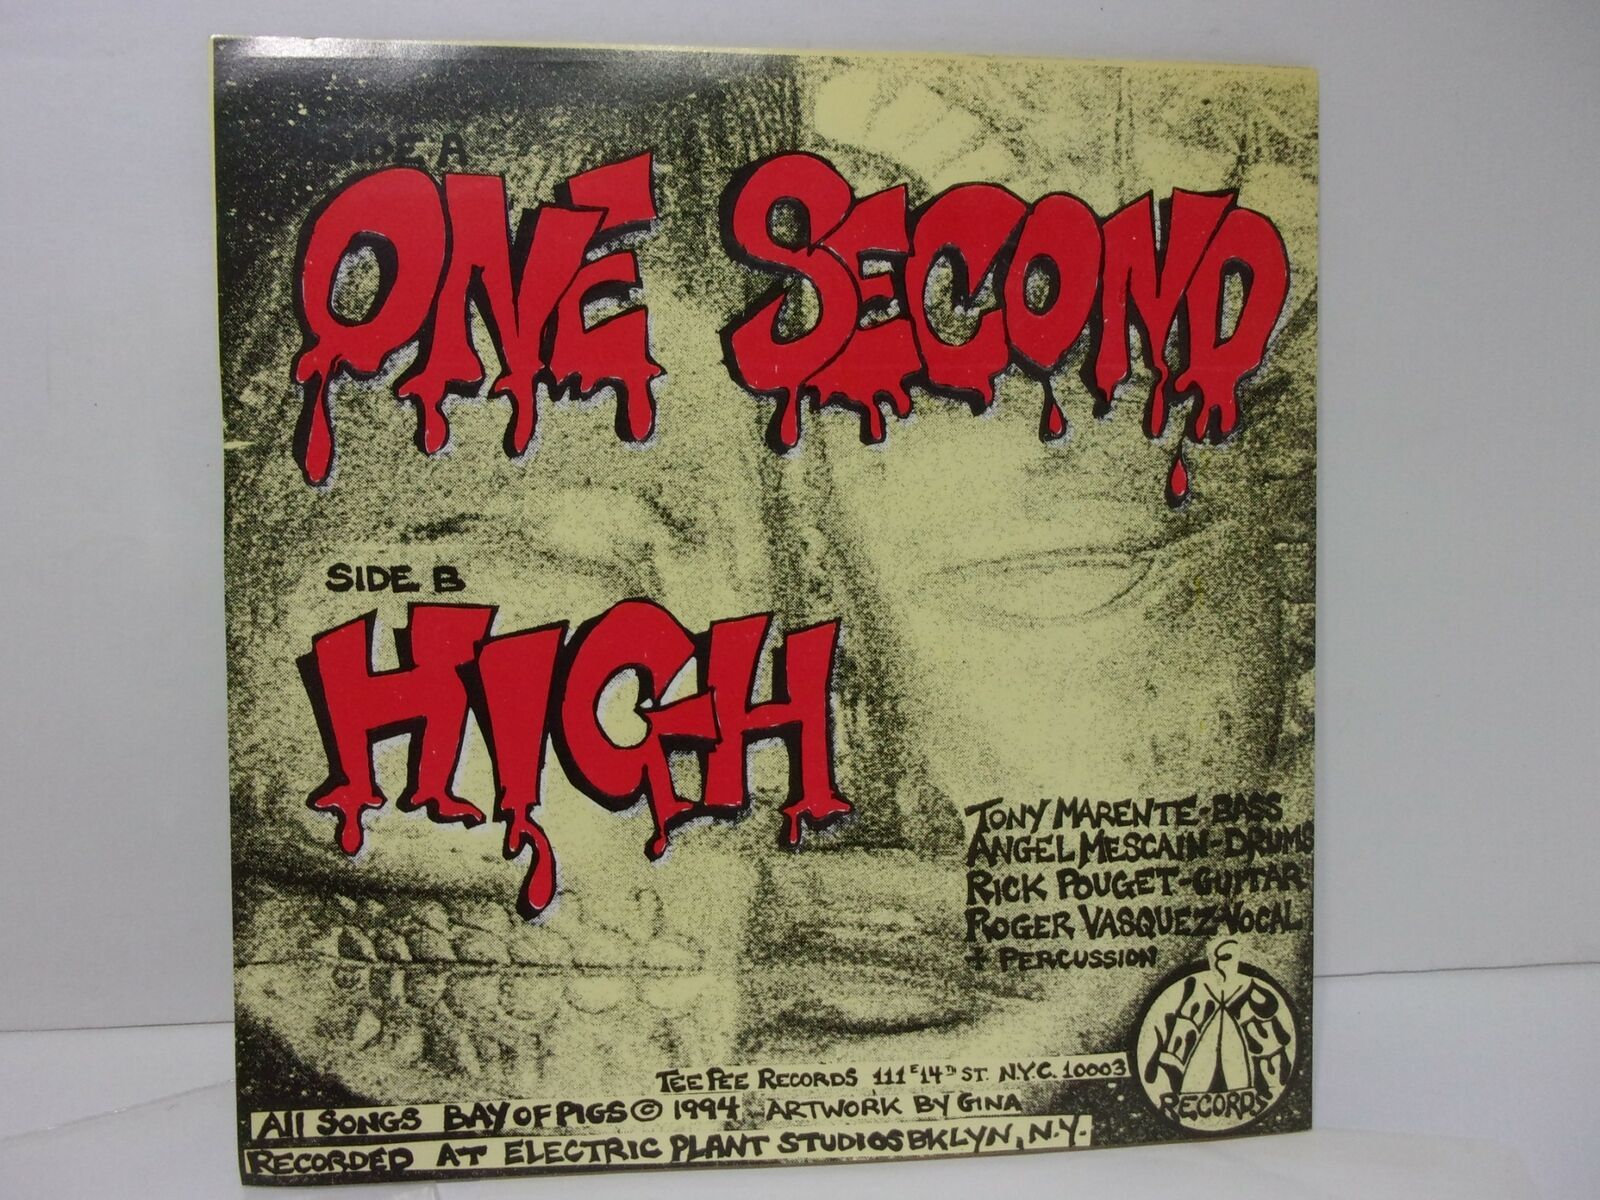 SIDE A
ONE SECOND
SIDE B
HIGH
TONY MARENTE-BASS
ANGEL MESCAIN-DRUMS
RICK POUGET-GUITAR
ROGER VASQUEZ-VOCAL
+ PERCUSSION
TEE PEE
RECORDS
TEE PEE RECORDS 111 E 14TH ST. N.Y.C. 10003
All SONGS BAY OF PIGS © 1994 ARTWORK BY GINA
RECORDED AT ELECTRIC PLANT STUDIOS BKLYN, N.Y.